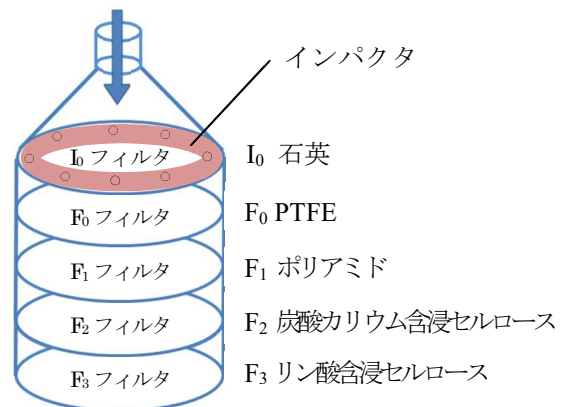 インパクタ
I₀ フィルタ
I₀ 石英
F₀ フィルタ
F₀ PTFE
F₁ フィルタ
F₁ ポリアミド
F₂ フィルタ
F₂ 炭酸カリウム含浸セルロース
F₃ フィルタ
F₃ リン酸含浸セルロース